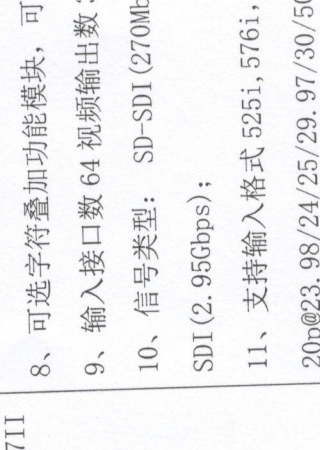 8、可选字符叠加功能模块，可
9、输入接口数 64 视频输出数
10、信号类型： SD-SDI(270Mb
SDI(2.95Gbps)；
11、支持输入格式 525i,576i,
20p@23.98/24/25/29.97/30/50
7II